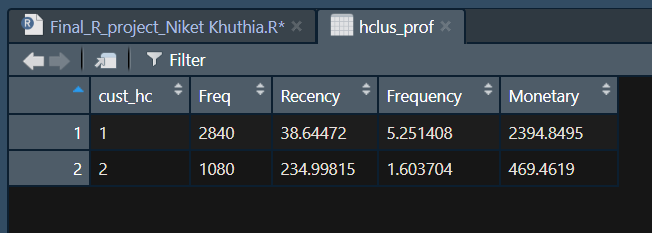 Final_R_project_Niket Khuthia.R* hclus_prof
Filter
cust_hc Freq Recency Frequency Monetary
1 1 2840 38.64472 5.251408 2394.8495
2 2 1080 234.99815 1.603704 469.4619